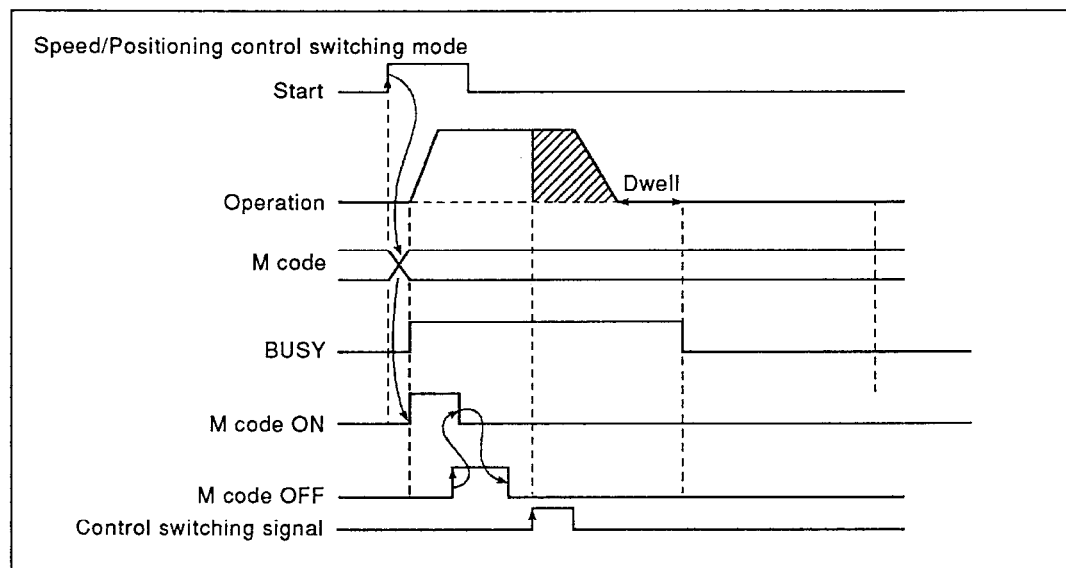 Speed/Positioning control switching mode
Start
Dwell
Operation
M code
BUSY
M code ON
M code OFF
Control switching signal